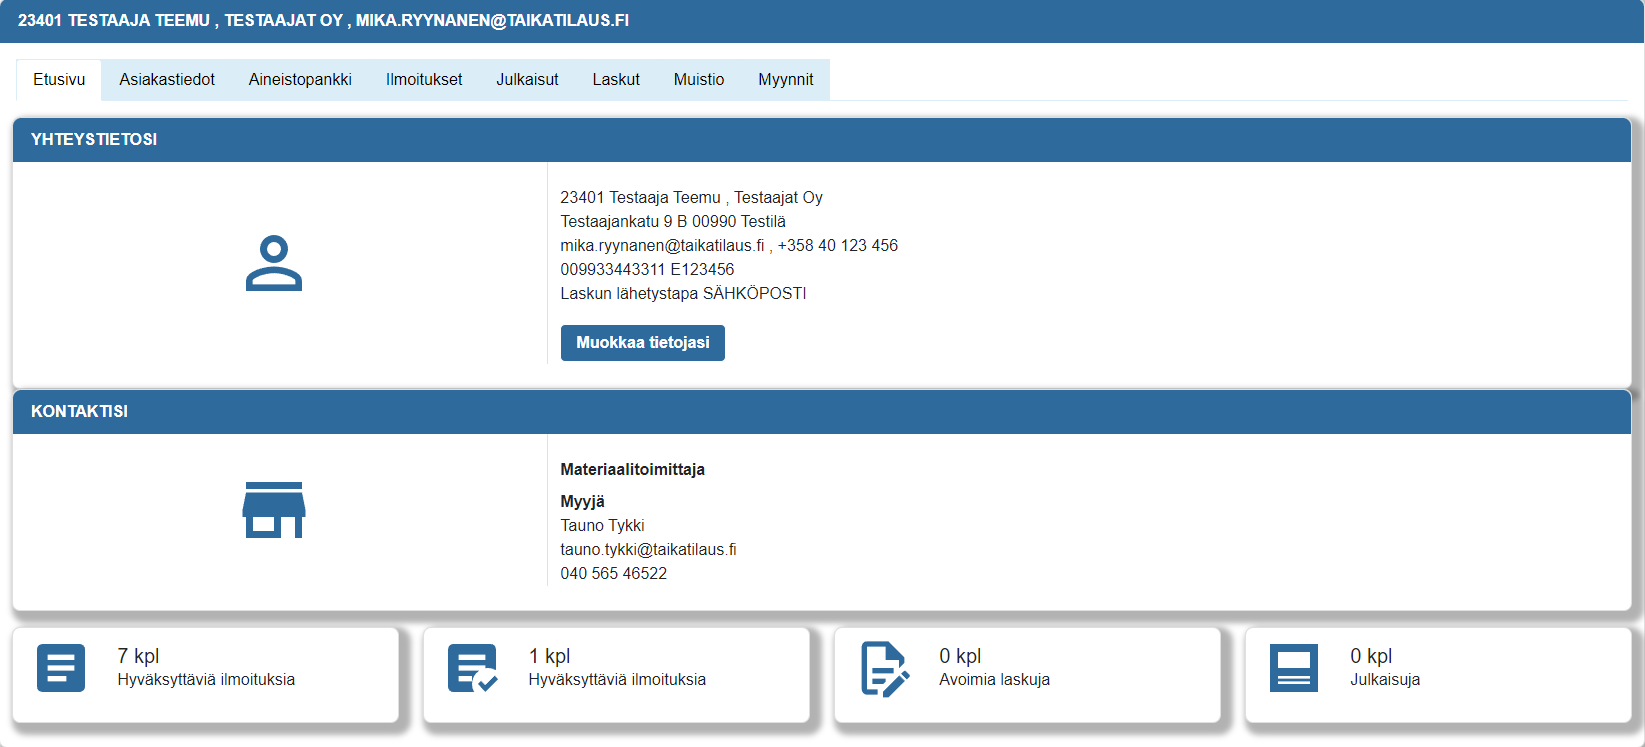 23401 TESTAAJA TEEMU , TESTAAJAT OY , MIKA.RYYNANEN@TAIKATILAUS.FI
Etusivu Asiakastiedot Aineistopankki Ilmoitukset Julkaisut Laskut Muistio Myynnit
YHTEYSTIETOSI
23401 Testaaja Teemu , Testaajat Oy
Testaajankatu 9 B 00990 Testilä
mika.ryynanen@taikatilaus.fi , +358 40 123 456
009933443311 E123456
Laskun lähetystapa SÄHKÖPOSTI
Muokkaa tietojasi
KONTAKTISI
Materiaalitoimittaja
Myyjä
Tauno Tykki
tauno.tykki@taikatilaus.fi
040 565 46522
7 kpl
Hyväksyttäviä ilmoituksia
1 kpl
Hyväksyttäviä ilmoituksia
0 kpl
Avoimia laskuja
0 kpl
Julkaisuja